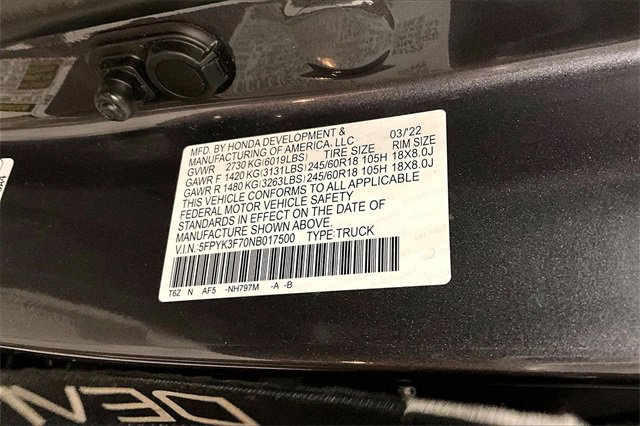 MFD. BY HONDA DEVELOPMENT &
MANUFACTURING OF AMERICA, LLC 03/'22
GVWR 2730 KG(6019LBS) TIRE SIZE RIM SIZE
GAWR F 1420 KG(3131LBS) 245/60R18 105H 18X8.0J
GAWR R 1480 KG(3263LBS) 245/60R18 105H 18X8.0J
THIS VEHICLE CONFORMS TO ALL APPLICABLE
FEDERAL MOTOR VEHICLE SAFETY
STANDARDS IN EFFECT ON THE DATE OF
MANUFACTURE SHOWN ABOVE.
V.I.N.:5FPYK3F70NB017500 TYPE:TRUCK
T6Z N AF5 -NH797M -A -B